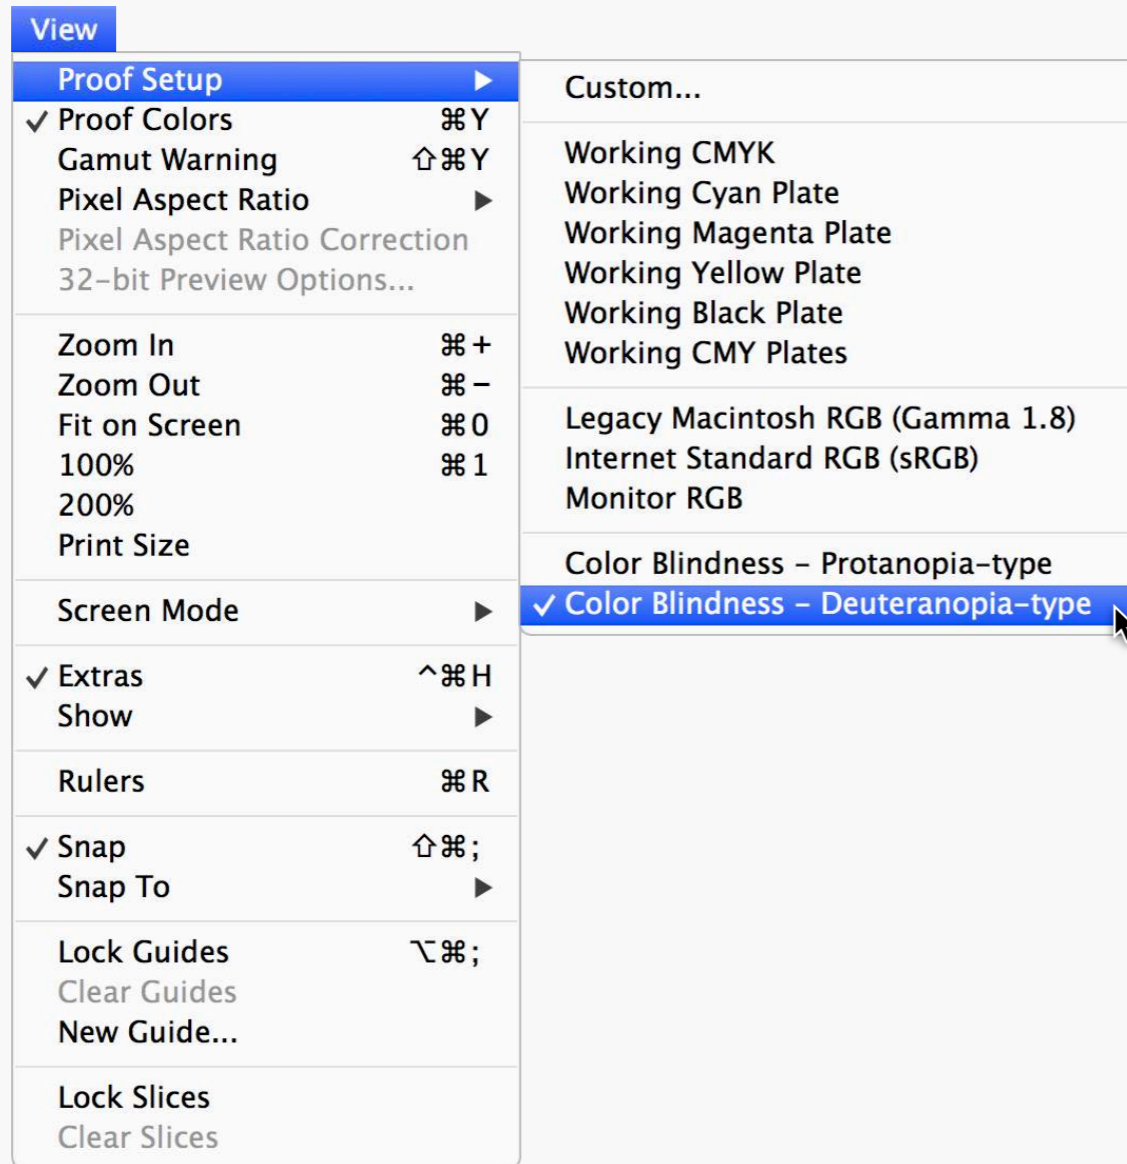 View
Proof Setup ▶
✓ Proof Colors ⌘Y
Gamut Warning ⇧⌘Y
Pixel Aspect Ratio ▶
Pixel Aspect Ratio Correction
32-bit Preview Options...
Zoom In ⌘+
Zoom Out ⌘−
Fit on Screen ⌘0
100% ⌘1
200%
Print Size
Screen Mode ▶
✓ Extras ^⌘H
Show ▶
Rulers ⌘R
✓ Snap ⇧⌘;
Snap To ▶
Lock Guides ⌥⌘;
Clear Guides
New Guide...
Lock Slices
Clear Slices
Custom...
Working CMYK
Working Cyan Plate
Working Magenta Plate
Working Yellow Plate
Working Black Plate
Working CMY Plates
Legacy Macintosh RGB (Gamma 1.8)
Internet Standard RGB (sRGB)
Monitor RGB
Color Blindness – Protanopia-type
✓ Color Blindness – Deuteranopia-type